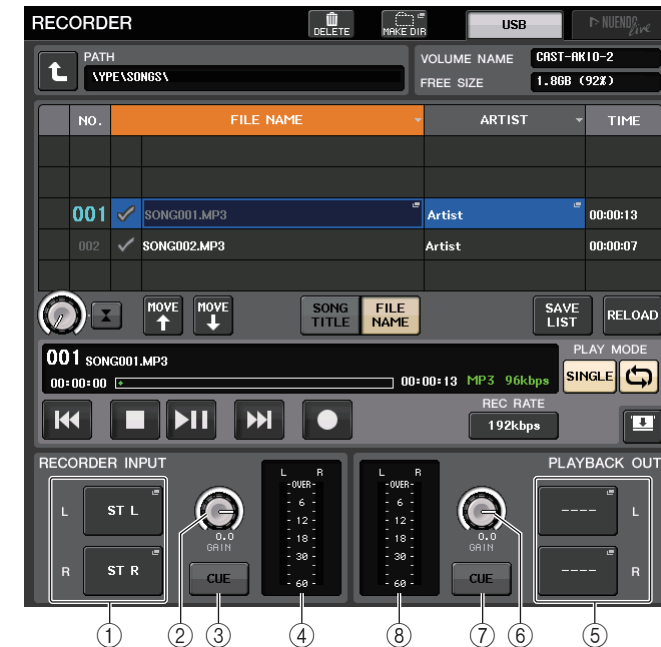 RECORDER
DELETE
MAKE DIR
USB
NUENDO Live
PATH
\YPE\SONGS\
VOLUME NAME CAST-AKIO-2
FREE SIZE 1.8GB (92%)
NO. FILE NAME ARTIST TIME
001 SONG001.MP3 Artist 00:00:13
002 SONG002.MP3 Artist 00:00:07
MOVE
MOVE
SONG TITLE
FILE NAME
SAVE LIST
RELOAD
001 SONG001.MP3
00:00:00 00:00:13 MP3 96kbps
PLAY MODE
SINGLE
REC RATE
192kbps
RECORDER INPUT
L ST L
R ST R
0.0
GAIN
CUE
L R
-OVER-
- 6 -
- 12 -
- 18 -
- 30 -
- 60 -
L R
-OVER-
- 6 -
- 12 -
- 18 -
- 30 -
- 60 -
0.0
GAIN
CUE
PLAYBACK OUT
---- L
---- R
① ② ③ ④ ⑧ ⑦ ⑥ ⑤